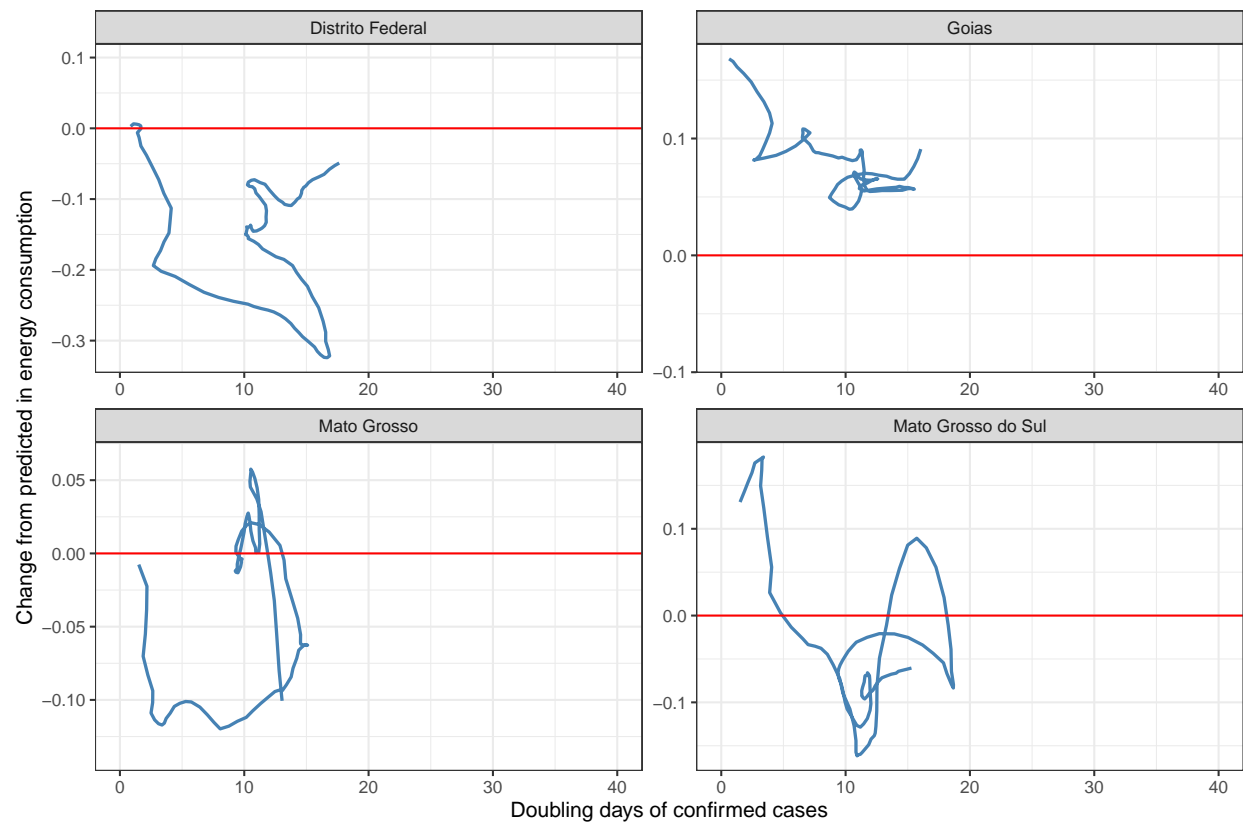 Distrito Federal
Goias
0.1
0.0
−0.1
−0.2
−0.3
0.1
0.0
−0.1
0 10 20 30 40
0 10 20 30 40
Mato Grosso
Mato Grosso do Sul
0.05
0.00
−0.05
−0.10
0.1
0.0
−0.1
0 10 20 30 40
0 10 20 30 40
Doubling days of confirmed cases
Change from predicted in energy consumption